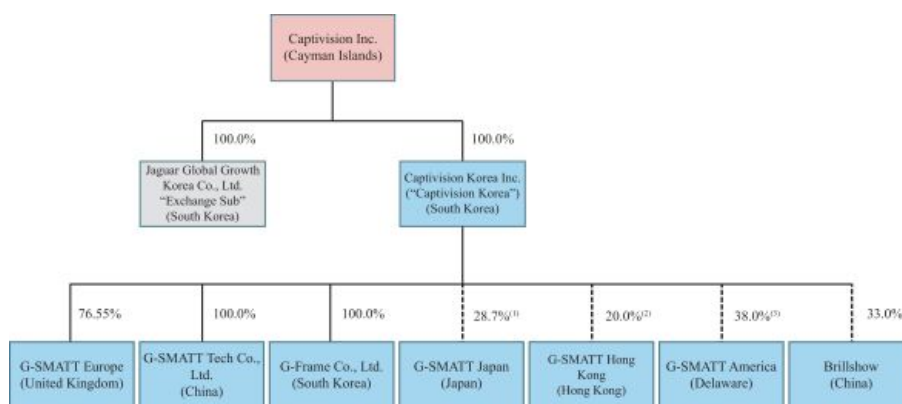 Captivision Inc.
(Cayman Islands)
100.0%
100.0%
Jaguar Global Growth
Korea Co., Ltd.
“Exchange Sub”
(South Korea)
Captivision Korea Inc.
(“Captivision Korea”)
(South Korea)
76.55%
100.0%
100.0%
28.7%(1)
20.0%(2)
38.0%(3)
33.0%
G-SMATT Europe
(United Kingdom)
G-SMATT Tech Co.,
Ltd.
(China)
G-Frame Co., Ltd.
(South Korea)
G-SMATT Japan
(Japan)
G-SMATT Hong
Kong
(Hong Kong)
G-SMATT America
(Delaware)
Brillshow
(China)